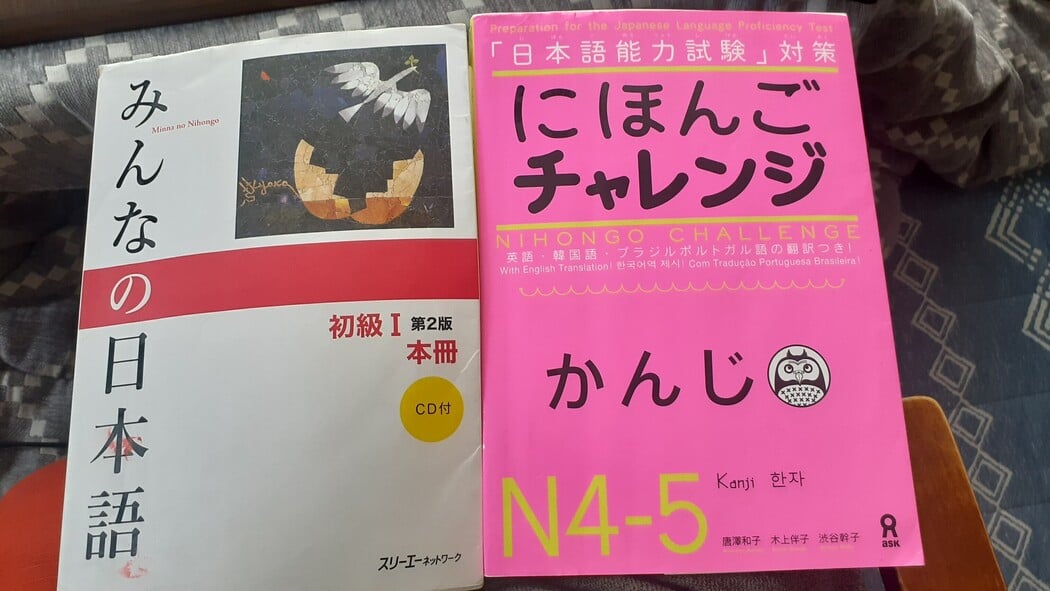 みんなの日本語
Minna no Nihongo
初級 I 第2版
本冊
CD付
スリーエーネットワーク
Preparation for the Japanese Language Proficiency Test
「日本語能力試験」対策
にほんご
チャレンジ
NIHONGO CHALLENGE
英語・韓国語・ブラジルポルトガル語の翻訳つき！
With English Translation! 한국어역 제시! Com Tradução Portuguesa Brasileira!
かんじ
N4-5
Kanji 한자
唐澤和子 木上伴子 渋谷幹子
ask